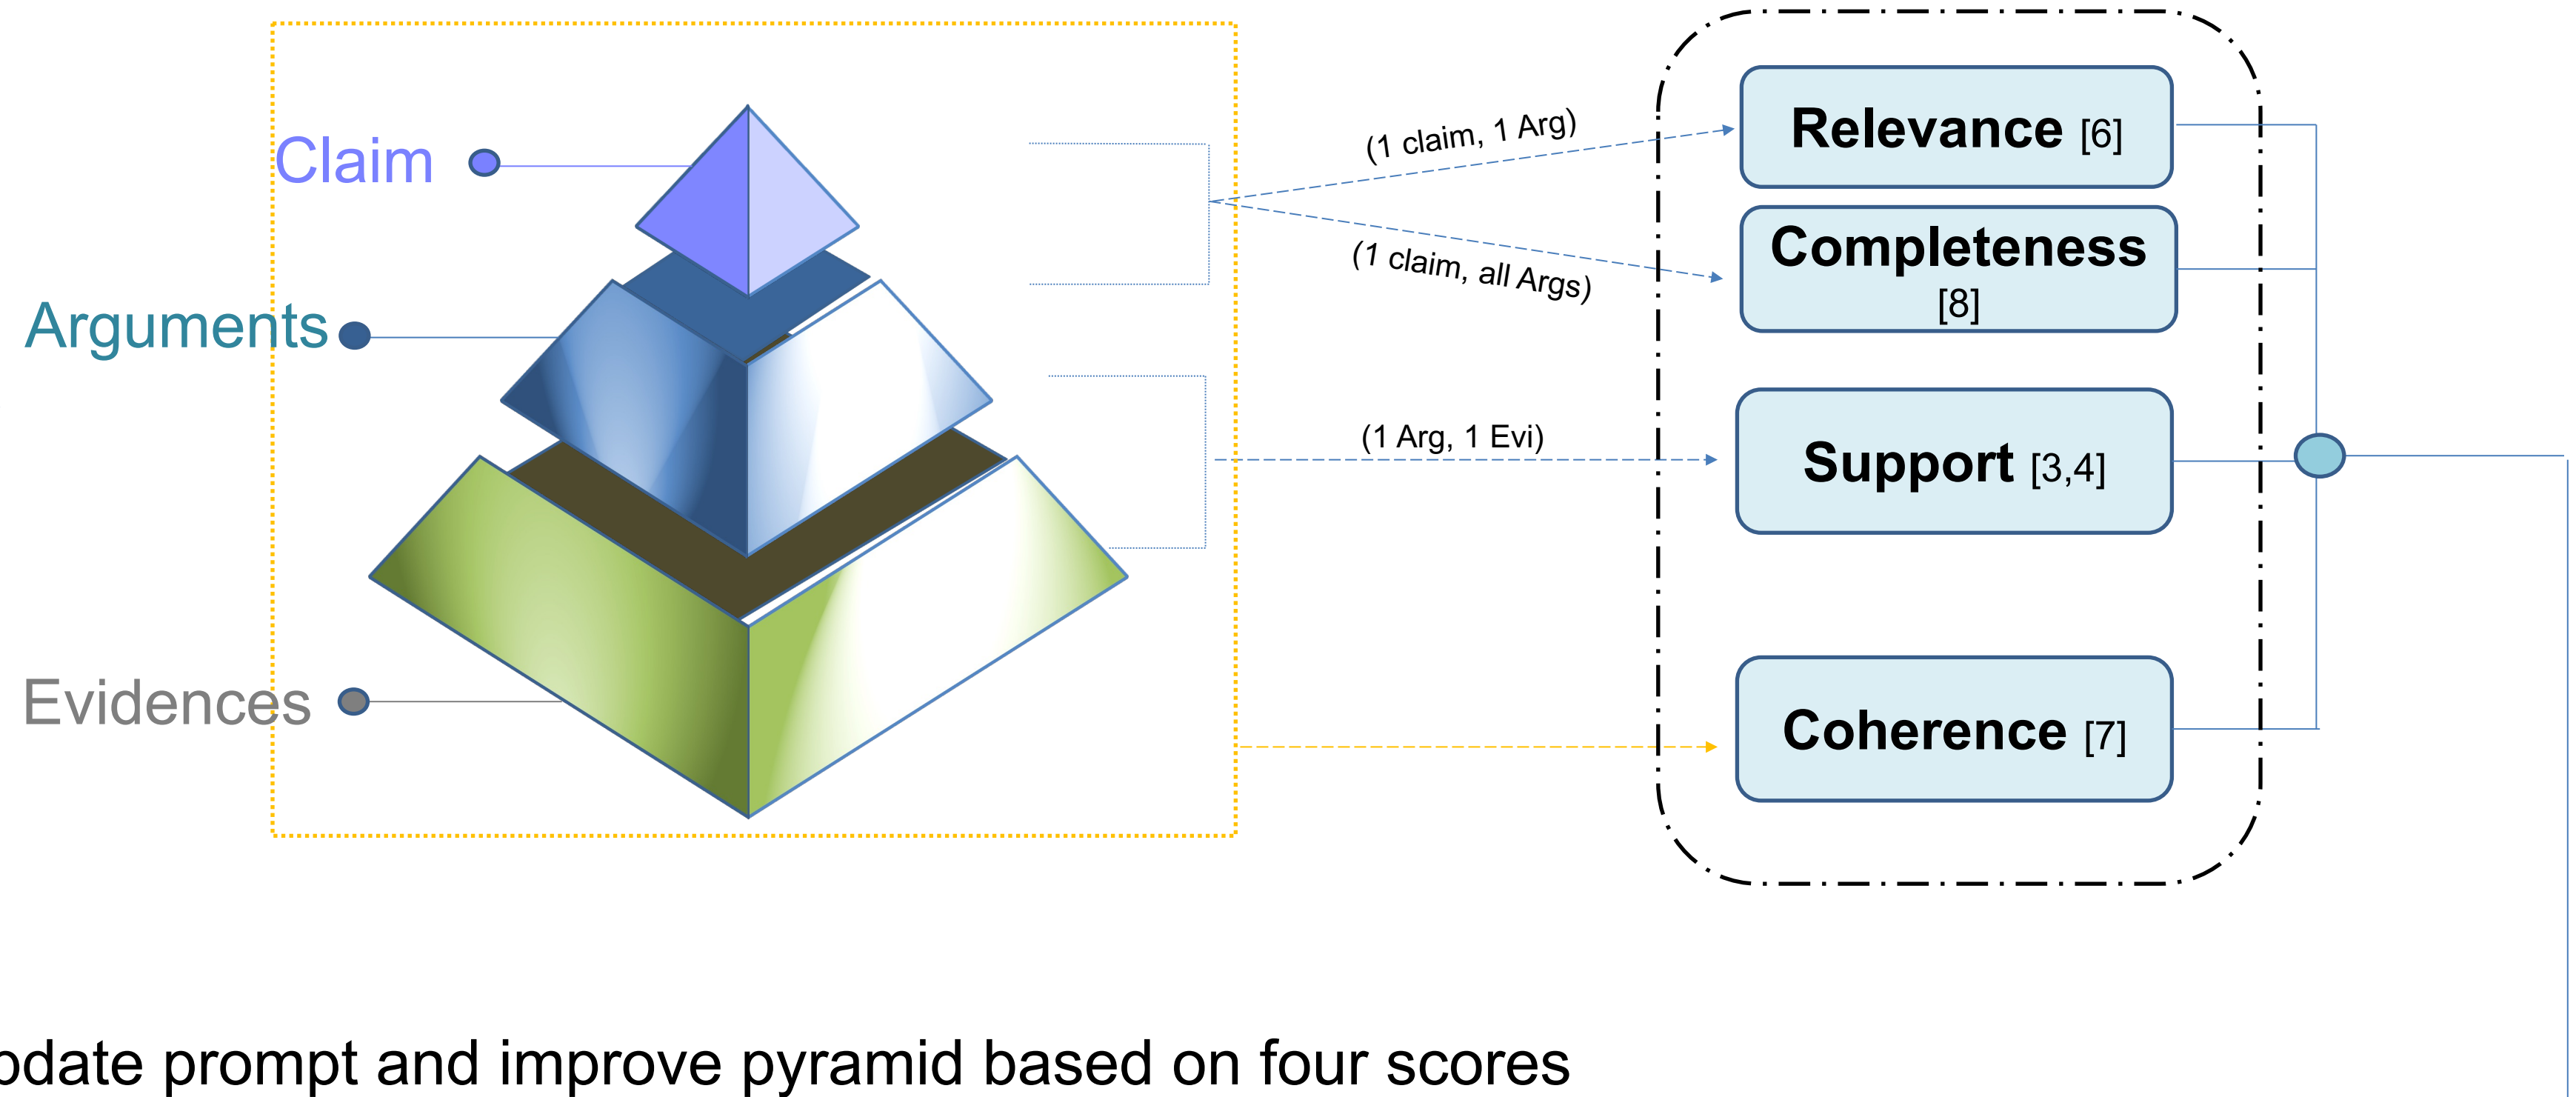 Claim
Arguments
Evidences
(1 claim, 1 Arg)
(1 claim, all Args)
(1 Arg, 1 Evi)
Relevance [6]
Completeness
[8]
Support [3,4]
Coherence [7]
prompt and improve pyramid based on four scores